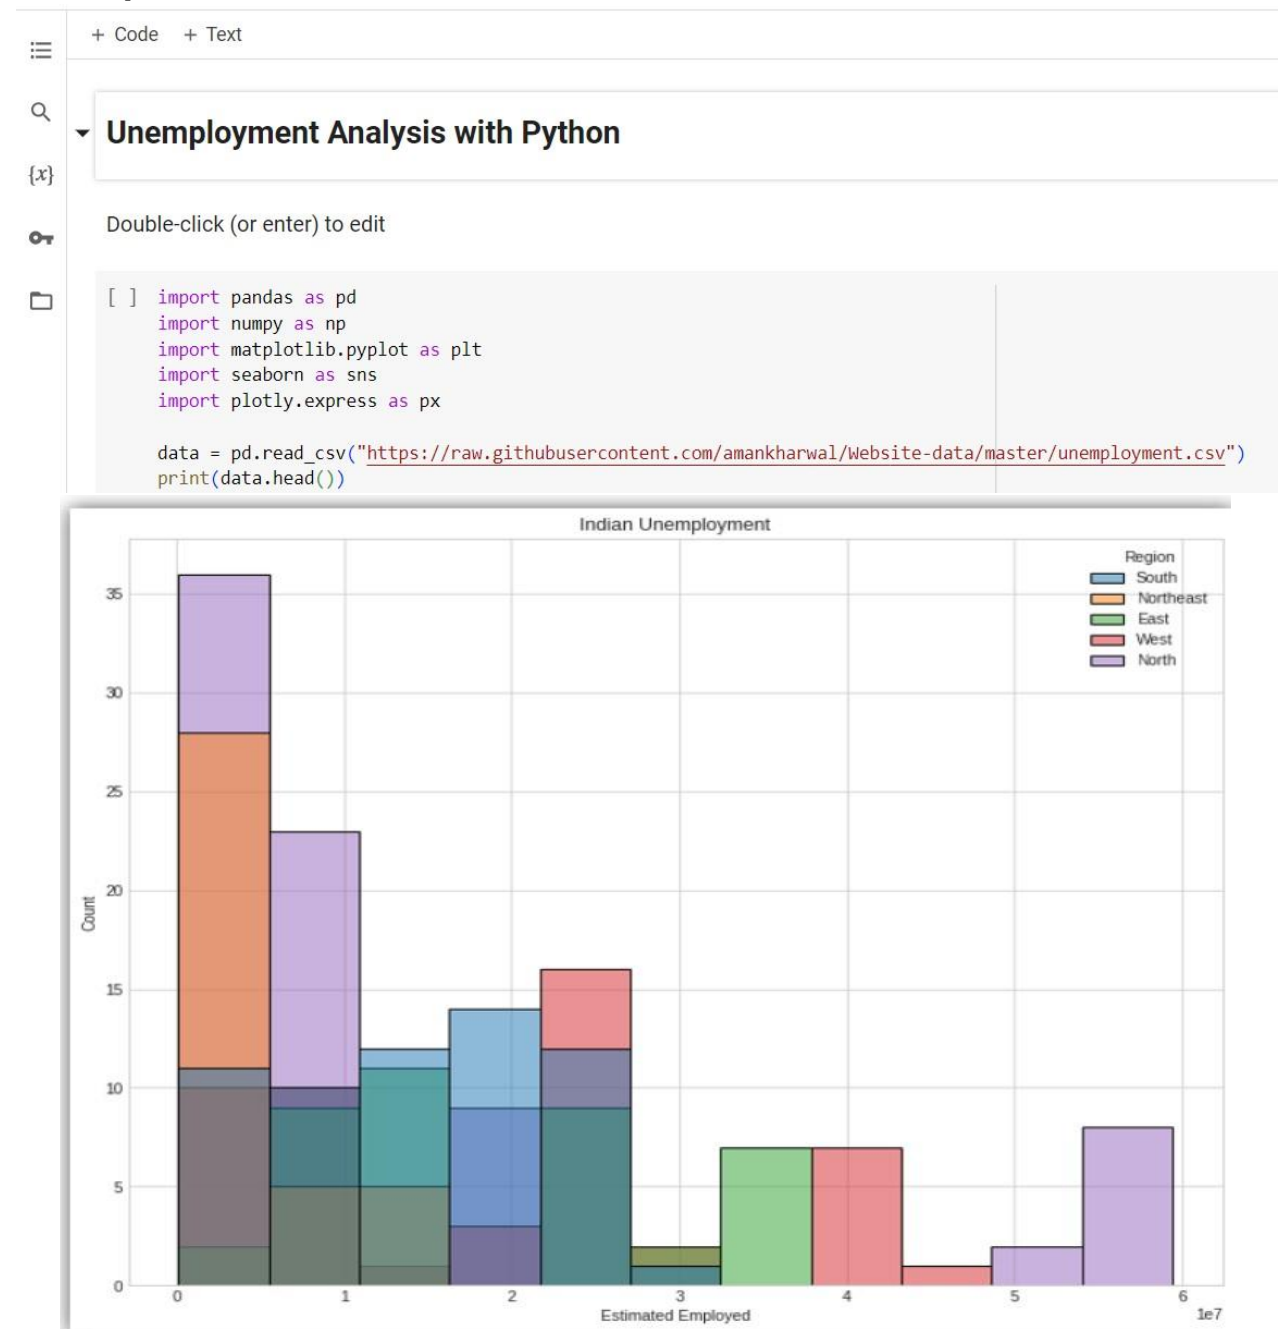 + Code + Text
Unemployment Analysis with Python
{x}
Double-click (or enter) to edit
[ ] import pandas as pd
import numpy as np
import matplotlib.pyplot as plt
import seaborn as sns
import plotly.express as px
data = pd.read_csv("https://raw.githubusercontent.com/amankharwal/Website-data/master/unemployment.csv")
print(data.head())
Indian Unemployment
Region
South
Northeast
East
West
North
35
30
25
20
15
10
5
0
Count
0 1 2 3 4 5 6
1e7
Estimated Employed